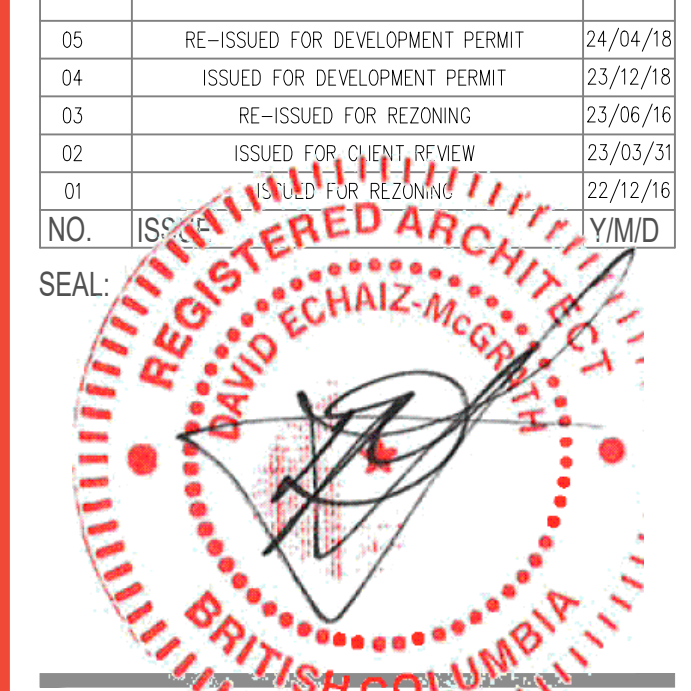 05 RE-ISSUED FOR DEVELOPMENT PERMIT 24/04/18
04 ISSUED FOR DEVELOPMENT PERMIT 23/12/18
03 RE-ISSUED FOR REZONING 23/06/16
02 ISSUED FOR CLIENT REVIEW 23/03/31
01 ISSUED FOR REZONING 22/12/16
NO. ISSUE Y/M/D
SEAL:
REGISTERED ARCHITECT
DAVID ECHAIZ-McGRATH
BRITISH COLUMBIA